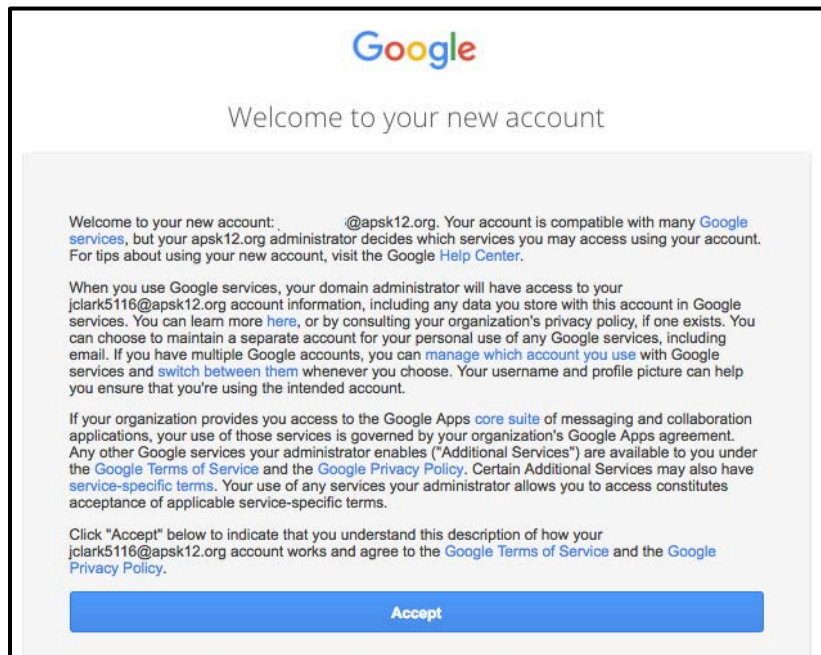 Google
Welcome to your new account
Welcome to your new account: @apsk12.org. Your account is compatible with many Google
services, but your apsk12.org administrator decides which services you may access using your account.
For tips about using your new account, visit the Google Help Center.
When you use Google services, your domain administrator will have access to your
jclark5116@apsk12.org account information, including any data you store with this account in Google
services. You can learn more here, or by consulting your organization's privacy policy, if one exists. You
can choose to maintain a separate account for your personal use of any Google services, including
email. If you have multiple Google accounts, you can manage which account you use with Google
services and switch between them whenever you choose. Your username and profile picture can help
you ensure that you're using the intended account.
If your organization provides you access to the Google Apps core suite of messaging and collaboration
applications, your use of those services is governed by your organization's Google Apps agreement.
Any other Google services your administrator enables ("Additional Services") are available to you under
the Google Terms of Service and the Google Privacy Policy. Certain Additional Services may also have
service-specific terms. Your use of any services your administrator allows you to access constitutes
acceptance of applicable service-specific terms.
Click "Accept" below to indicate that you understand this description of how your
jclark5116@apsk12.org account works and agree to the Google Terms of Service and the Google
Privacy Policy.
Accept